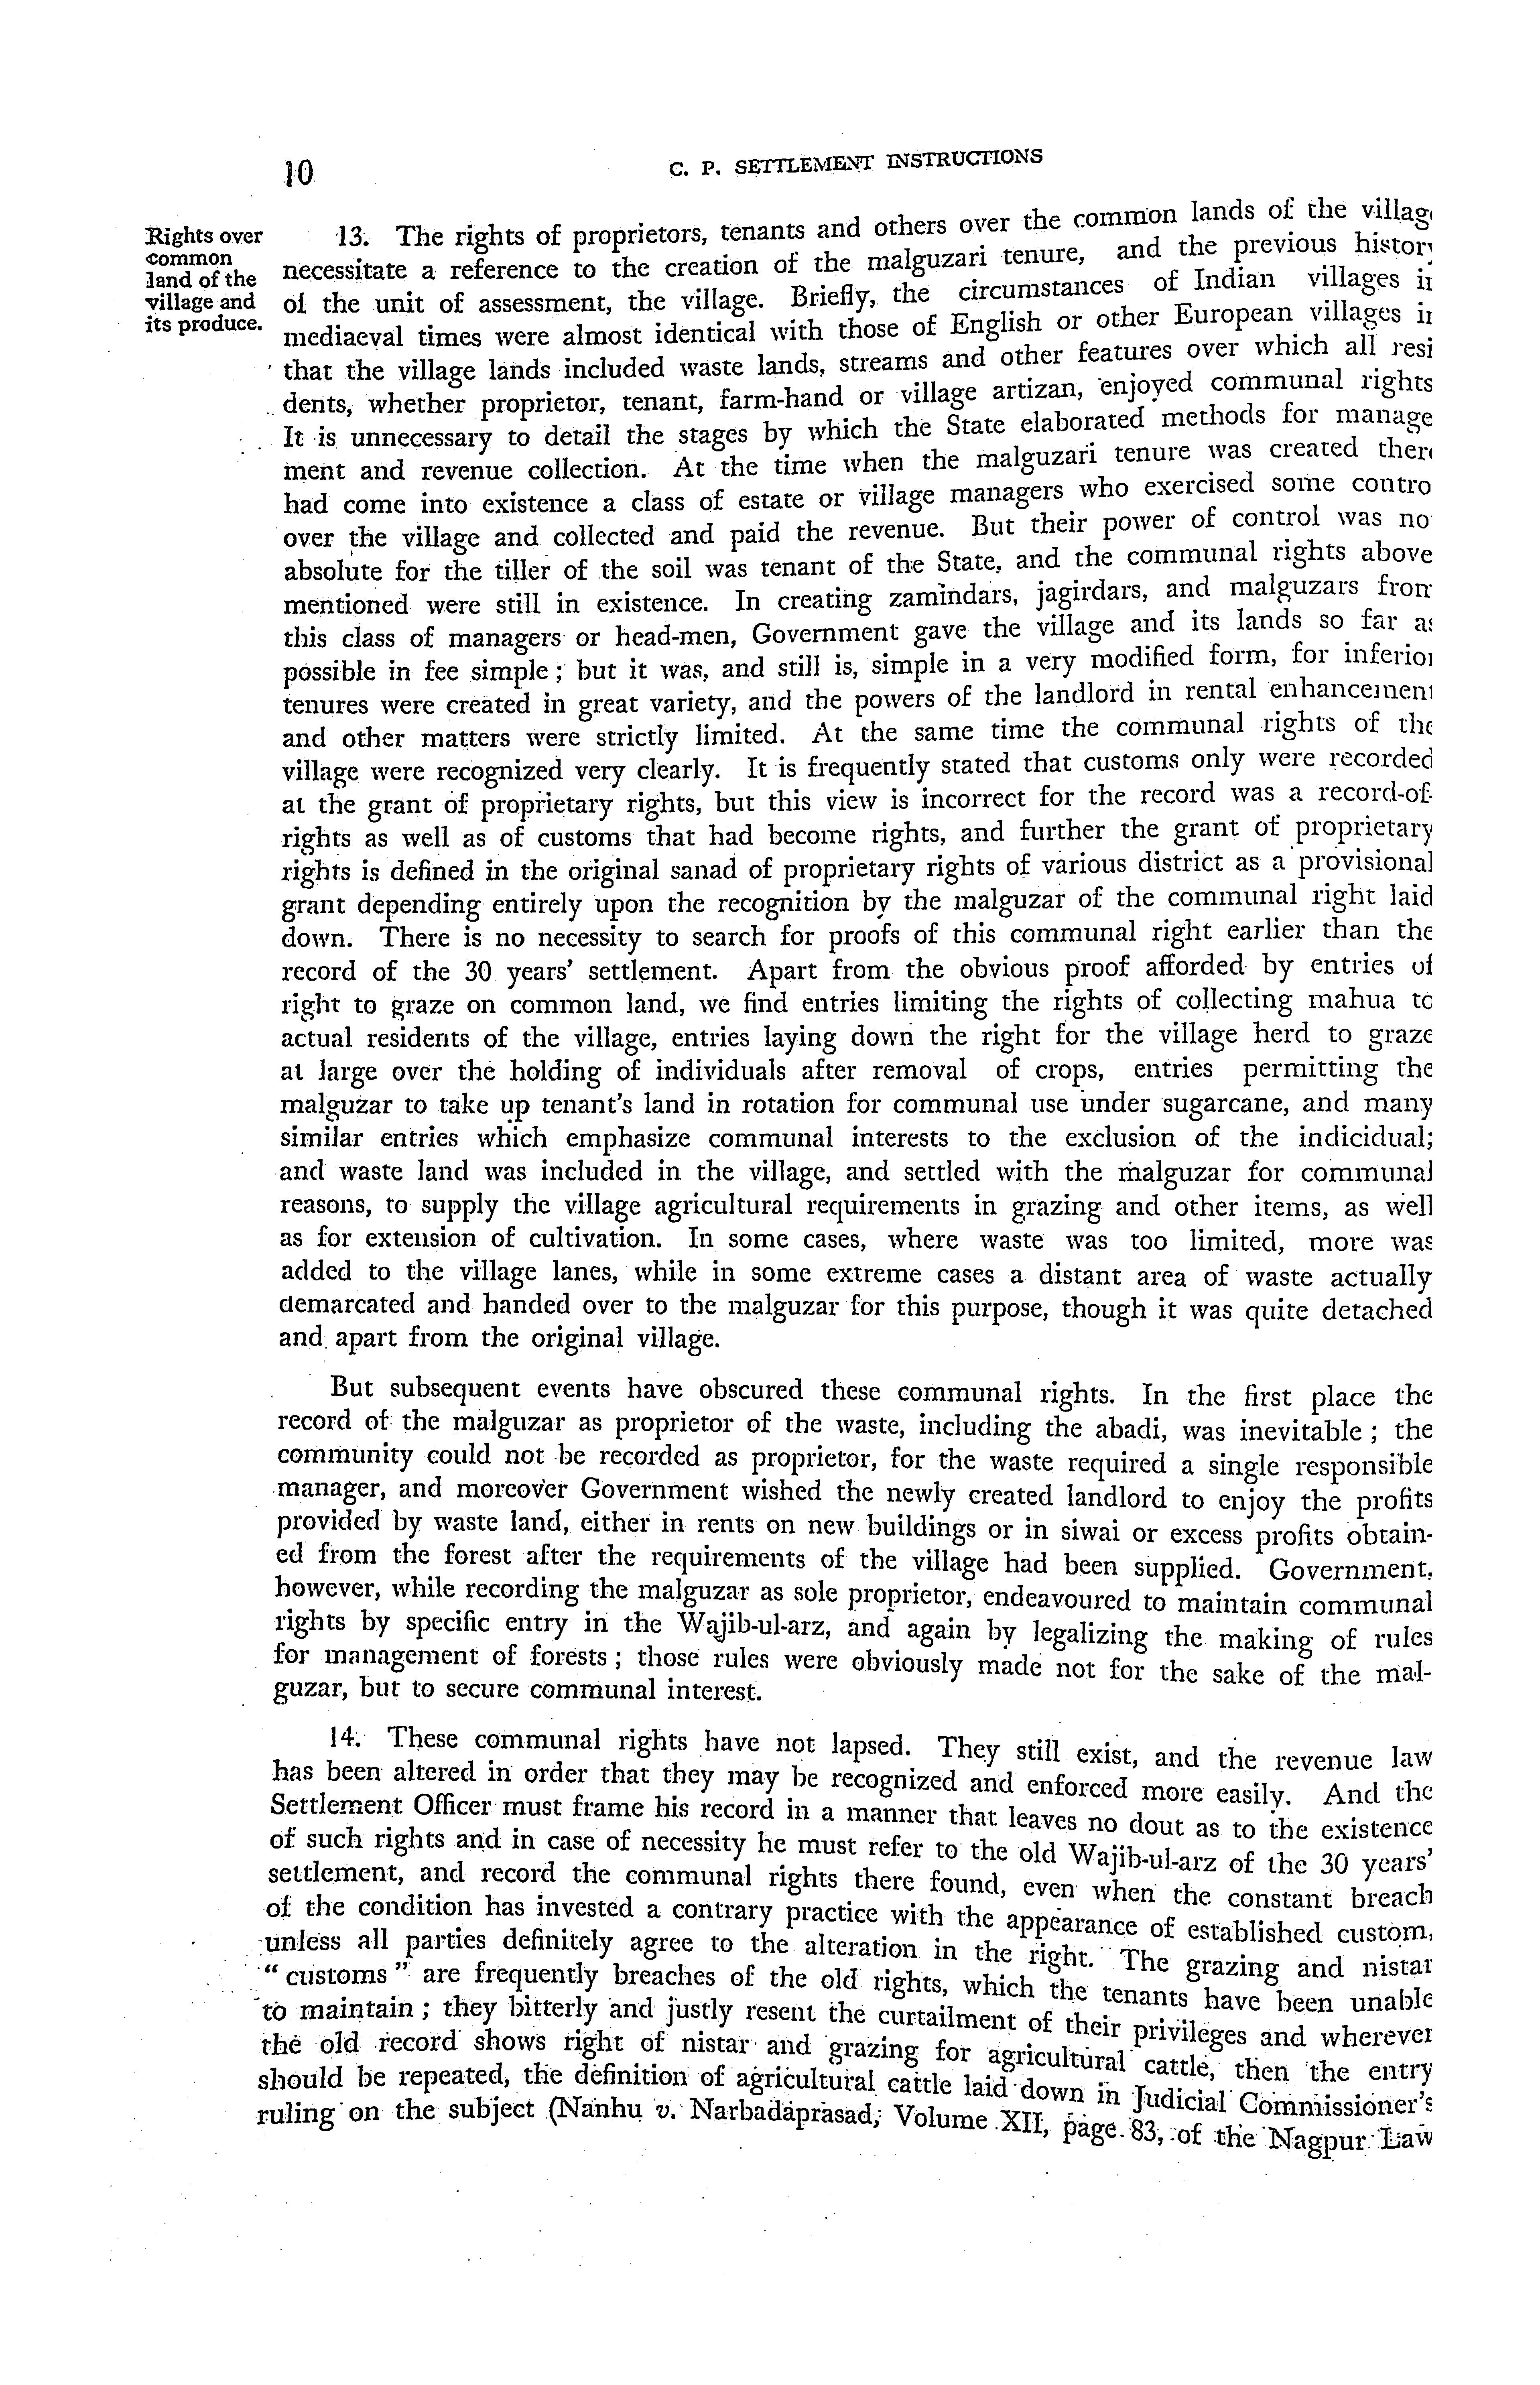 10
C. P. SETTLEMENT INSTRUCTIONS
Rights over
common
land of the
village and
its produce.
13. The rights of proprietors, tenants and others over the common lands of the villag
necessitate a reference to the creation of the malguzari tenure, and the previous histor
of the unit of assessment, the village. Briefly, the circumstances of Indian villages i
mediaeval times were almost identical with those of English or other European villages i
that the village lands included waste lands, streams and other features over which all resi
dents, whether proprietor, tenant, farm-hand or village artizan, enjoyed communal rights
It is unnecessary to detail the stages by which the State elaborated methods for manage
ment and revenue collection. At the time when the malguzari tenure was created ther
had come into existence a class of estate or village managers who exercised some contro
over the village and collected and paid the revenue. But their power of control was no
absolute for the tiller of the soil was tenant of the State, and the communal rights above
mentioned were still in existence. In creating zamindars, jagirdars, and malguzars from
this class of managers or head-men, Government gave the village and its lands so far as
possible in fee simple; but it was, and still is, simple in a very modified form, for inferior
tenures were created in great variety, and the powers of the landlord in rental enhancement
and other matters were strictly limited. At the same time the communal rights of the
village were recognized very clearly. It is frequently stated that customs only were recorded
at the grant of proprietary rights, but this view is incorrect for the record was a record-of-
rights as well as of customs that had become rights, and further the grant of proprietary
rights is defined in the original sanad of proprietary rights of various district as a provisional
grant depending entirely upon the recognition by the malguzar of the communal right laid
down. There is no necessity to search for proofs of this communal right earlier than the
record of the 30 years' settlement. Apart from the obvious proof afforded by entries of
right to graze on common land, we find entries limiting the rights of collecting mahua to
actual residents of the village, entries laying down the right for the village herd to graze
at large over the holding of individuals after removal of crops, entries permitting the
malguzar to take up tenant's land in rotation for communal use under sugarcane, and many
similar entries which emphasize communal interests to the exclusion of the indicidual;
and waste land was included in the village, and settled with the malguzar for communal
reasons, to supply the village agricultural requirements in grazing and other items, as well
as for extension of cultivation. In some cases, where waste was too limited, more was
added to the village lanes, while in some extreme cases a distant area of waste actually
demarcated and handed over to the malguzar for this purpose, though it was quite detached
and apart from the original village.
But subsequent events have obscured these communal rights. In the first place the
record of the malguzar as proprietor of the waste, including the abadi, was inevitable; the
community could not be recorded as proprietor, for the waste required a single responsible
manager, and moreover Government wished the newly created landlord to enjoy the profits
provided by waste land, either in rents on new buildings or in siwai or excess profits obtain-
ed from the forest after the requirements of the village had been supplied. Government,
however, while recording the malguzar as sole proprietor, endeavoured to maintain communal
rights by specific entry in the Wajib-ul-arz, and again by legalizing the making of rules
for management of forests; those rules were obviously made not for the sake of the mal-
guzar, but to secure communal interest.
14. These communal rights have not lapsed. They still exist, and the revenue law
has been altered in order that they may be recognized and enforced more easily. And the
Settlement Officer must frame his record in a manner that leaves no dout as to the existence
of such rights and in case of necessity he must refer to the old Wajib-ul-arz of the 30 years'
settlement, and record the communal rights there found, even when the constant breach
of the condition has invested a contrary practice with the appearance of established custom,
unless all parties definitely agree to the alteration in the right. The grazing and nistar
"customs" are frequently breaches of the old rights, which the tenants have been unable
to maintain; they bitterly and justly resent the curtailment of their privileges and wherever
the old record shows right of nistar and grazing for agricultural cattle, then the entry
should be repeated, the definition of agricultural cattle laid down in Judicial Commissioner's
ruling on the subject (Nanhu v. Narbadaprasad, Volume XII, page 83, of the Nagpur Law